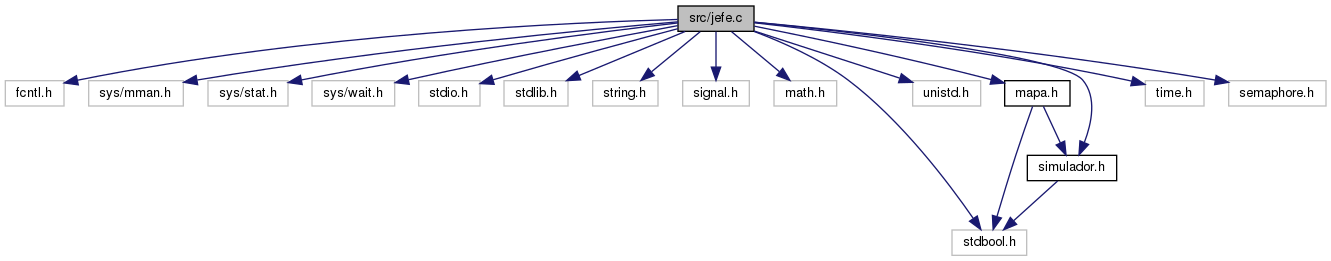 src/jefe.c
fcntl.h
sys/mman.h
sys/stat.h
sys/wait.h
stdio.h
stdlib.h
string.h
signal.h
math.h
unistd.h
mapa.h
time.h
semaphore.h
simulador.h
stdbool.h